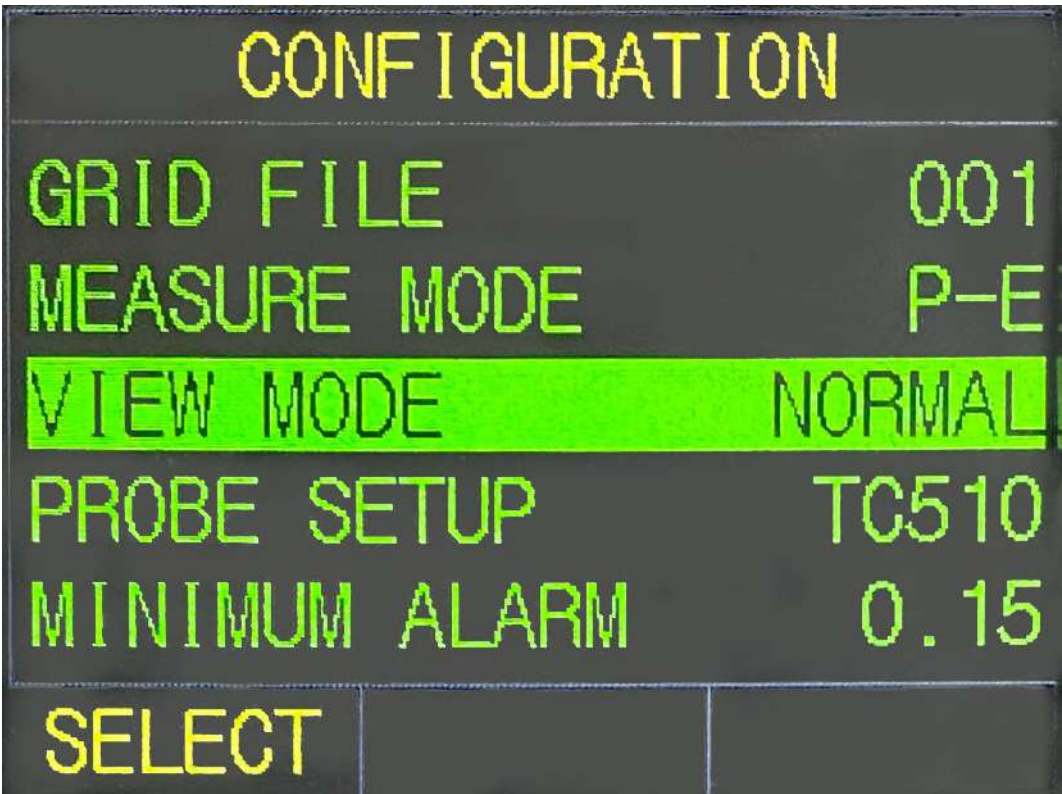 CONFIGURATION
GRID FILE 001
MEASURE MODE P-E
VIEW MODE NORMAL
PROBE SETUP TC510
MINIMUM ALARM 0.15
SELECT